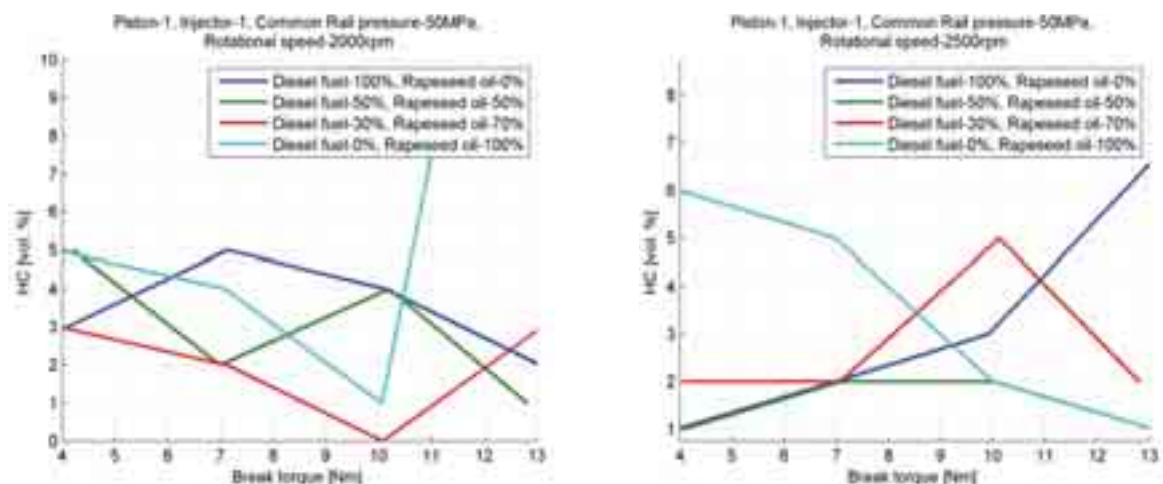 Piston-1, Injector-1, Common Rail pressure-50MPa,
Rotational speed-2000rpm
10
9
8
7
6
5
4
3
2
1
0
HC [vol. %]
Diesel fuel-100%, Rapeseed oil-0%
Diesel fuel-50%, Rapeseed oil-50%
Diesel fuel-30%, Rapeseed oil-70%
Diesel fuel-0%, Rapeseed oil-100%
4 5 6 7 8 9 10 11 12 13
Break torque [Nm]
Piston-1, Injector-1, Common Rail pressure-50MPa,
Rotational speed-2500rpm
8
7
6
5
4
3
2
1
HC [vol. %]
Diesel fuel-100%, Rapeseed oil-0%
Diesel fuel-50%, Rapeseed oil-50%
Diesel fuel-30%, Rapeseed oil-70%
Diesel fuel-0%, Rapeseed oil-100%
4 5 6 7 8 9 10 11 12 13
Break torque [Nm]